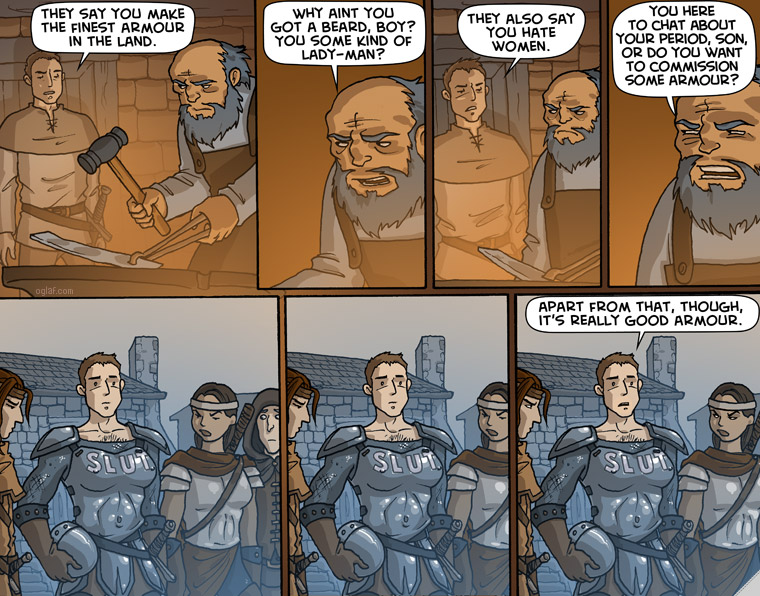 THEY SAY YOU MAKE
THE FINEST ARMOUR
IN THE LAND.
WHY AINT YOU
GOT A BEARD, BOY?
YOU SOME KIND OF
LADY-MAN?
THEY ALSO SAY
YOU HATE
WOMEN.
YOU HERE
TO CHAT ABOUT
YOUR PERIOD, SON,
OR DO YOU WANT
TO COMMISSION
SOME ARMOUR?
oglaf.com
SLUT
SLUT
APART FROM THAT, THOUGH,
IT'S REALLY GOOD ARMOUR.
SLUT